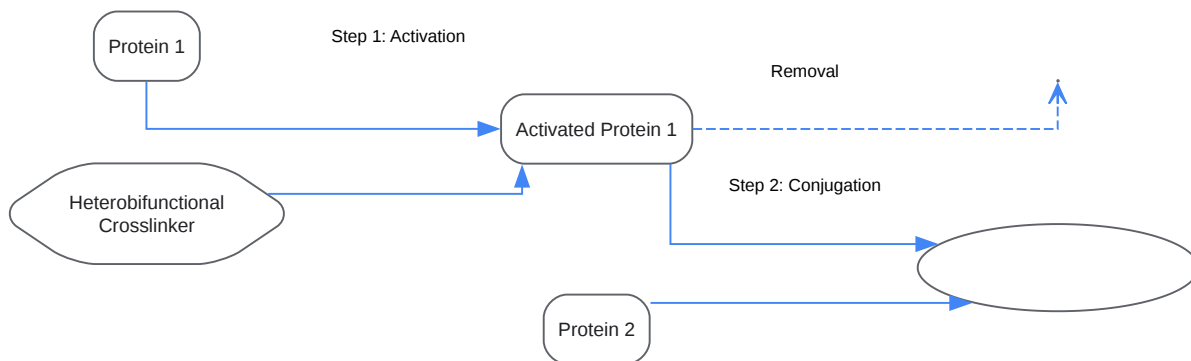 Protein 1
Step 1: Activation
Removal
Activated Protein 1
Heterobifunctional
Crosslinker
Step 2: Conjugation
Protein 2